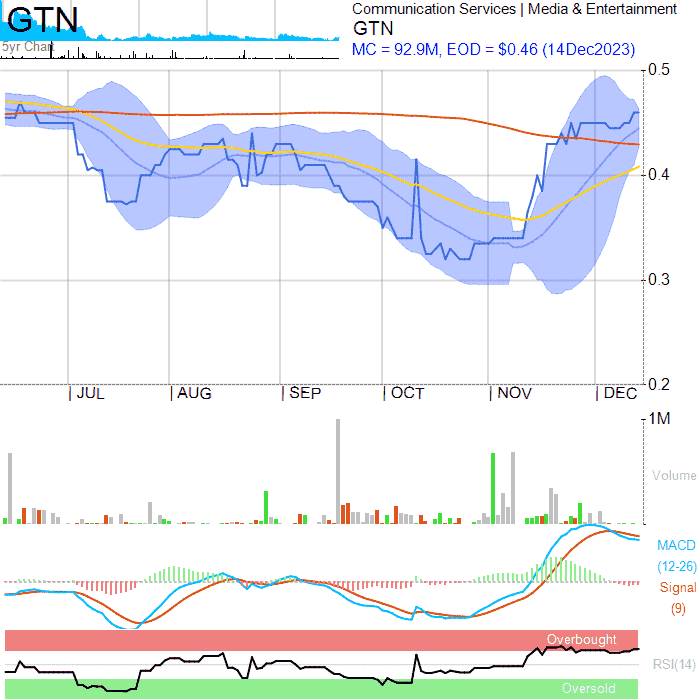 GTN
5yr Chart
Communication Services | Media & Entertainment
GTN
MC = 92.9M, EOD = $0.46 (14Dec2023)
0.5
0.4
0.3
0.2
JUL
AUG
SEP
OCT
NOV
DEC
1M
Volume
MACD
(12-26)
Signal
(9)
Overbought
RSI(14)
Oversold